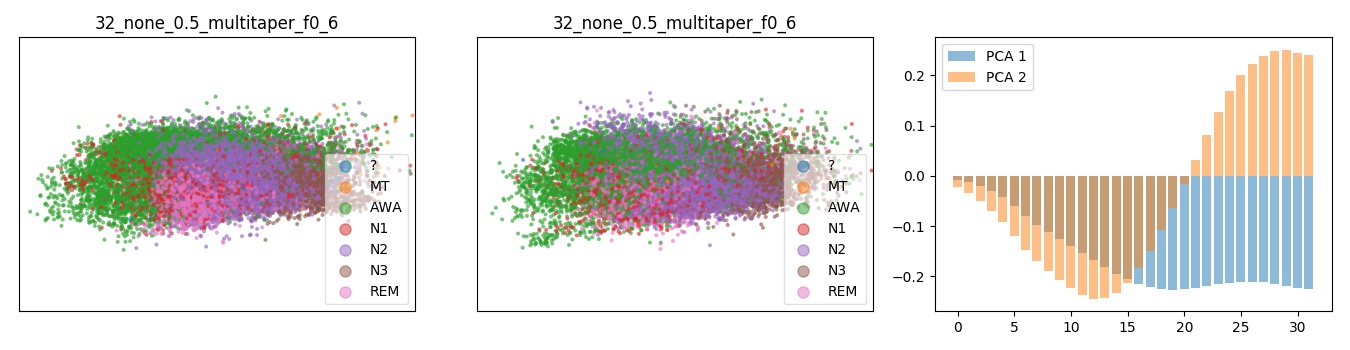 32_none_0.5_multitaper_f0_6
?
MT
AWA
N1
N2
N3
REM
32_none_0.5_multitaper_f0_6
?
MT
AWA
N1
N2
N3
REM
PCA 1
PCA 2
0.2
0.1
0.0
−0.1
−0.2
0 5 10 15 20 25 30